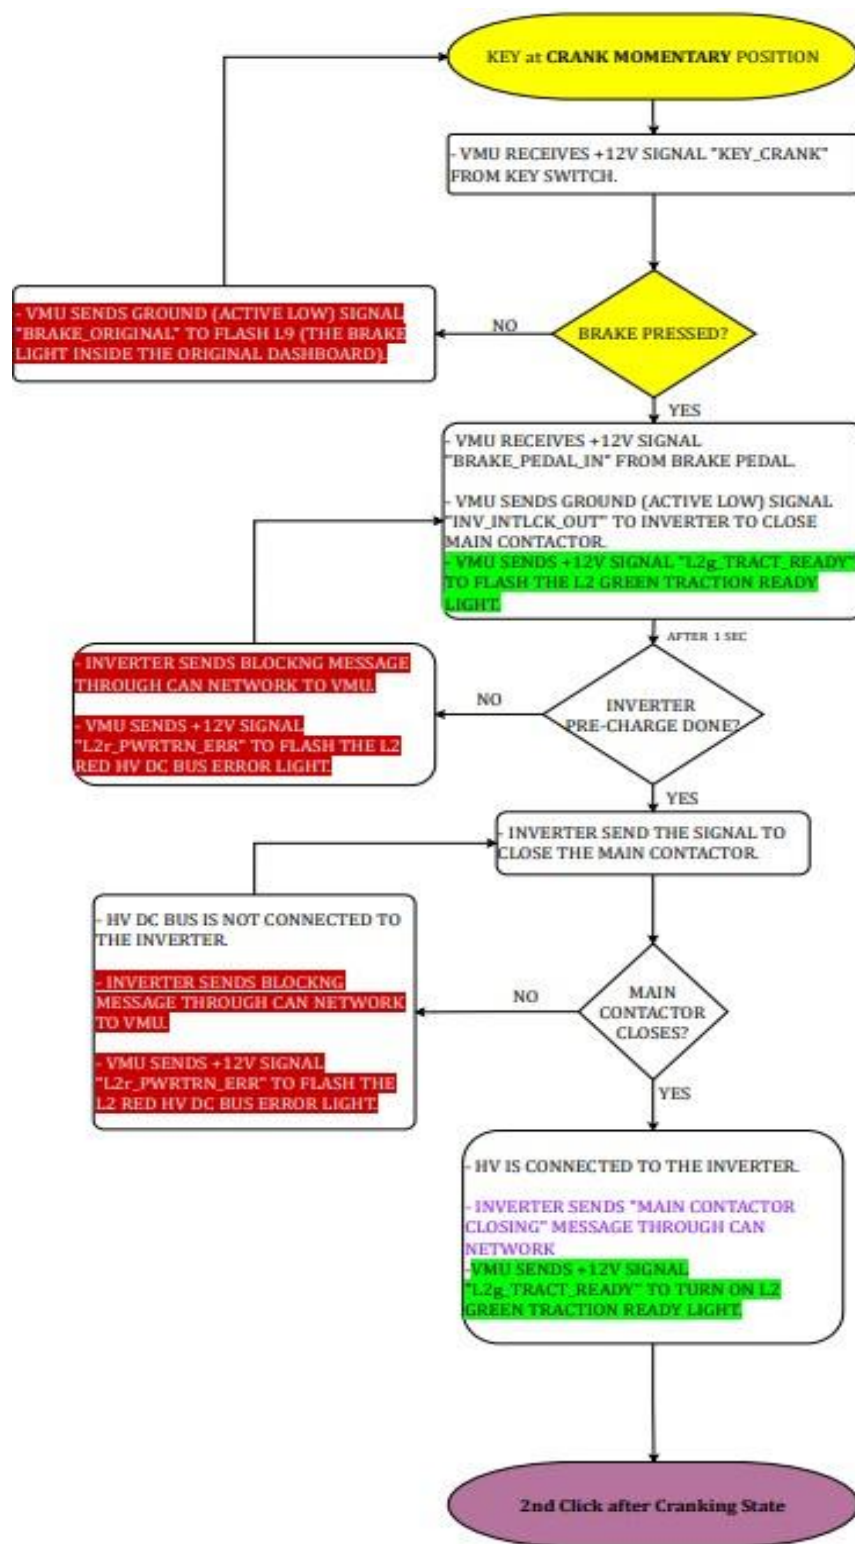 KEY at CRANK MOMENTARY POSITION
- VMU RECEIVES +12V SIGNAL "KEY_CRANK"
FROM KEY SWITCH.
BRAKE PRESSED?
NO
- VMU SENDS GROUND (ACTIVE LOW) SIGNAL
"BRAKE_ORIGINAL" TO FLASH L9 (THE BRAKE
LIGHT INSIDE THE ORIGINAL DASHBOARD).
YES
- VMU RECEIVES +12V SIGNAL
"BRAKE_PEDAL_IN" FROM BRAKE PEDAL.
- VMU SENDS GROUND (ACTIVE LOW) SIGNAL
"INV_INTLCK_OUT" TO INVERTER TO CLOSE
MAIN CONTACTOR.
- VMU SENDS +12V SIGNAL "L2g_TRACT_READY"
TO FLASH THE L2 GREEN TRACTION READY
LIGHT.
AFTER 1 SEC
INVERTER
PRE-CHARGE DONE?
NO
- INVERTER SENDS BLOCKNG MESSAGE
THROUGH CAN NETWORK TO VMU.
- VMU SENDS +12V SIGNAL
"L2r_PWRTRN_ERR" TO FLASH THE L2
RED HV DC BUS ERROR LIGHT.
YES
- INVERTER SEND THE SIGNAL TO
CLOSE THE MAIN CONTACTOR.
MAIN
CONTACTOR
CLOSES?
NO
- HV DC BUS IS NOT CONNECTED TO
THE INVERTER.
- INVERTER SENDS BLOCKNG
MESSAGE THROUGH CAN NETWORK
TO VMU.
- VMU SENDS +12V SIGNAL
"L2r_PWRTRN_ERR" TO FLASH THE
L2 RED HV DC BUS ERROR LIGHT.
YES
- HV IS CONNECTED TO THE INVERTER.
- INVERTER SENDS "MAIN CONTACTOR
CLOSING" MESSAGE THROUGH CAN
NETWORK
-VMU SENDS +12V SIGNAL
"L2g_TRACT_READY" TO TURN ON L2
GREEN TRACTION READY LIGHT.
2nd Click after Cranking State